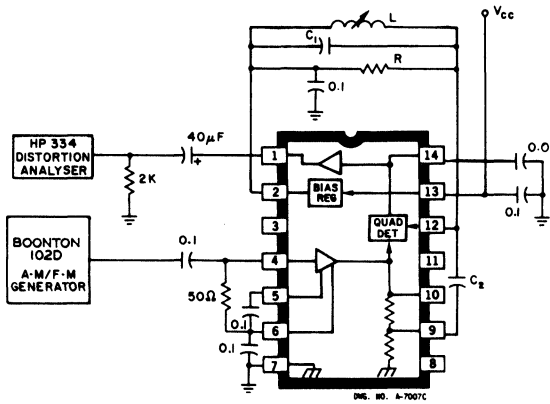 L
C₁
VCC
R
0.1
40µF
+
HP 334
DISTORTION
ANALYSER
2K
1
14
0.0
2
BIAS
REG
13
0.1
3
QUAD
DET
12
BOONTON
102D
A-M/F-M
GENERATOR
0.1
4
11
50Ω
5
10
C₂
0.1
6
9
0.1
7
8
DWG. NO. A-7007C